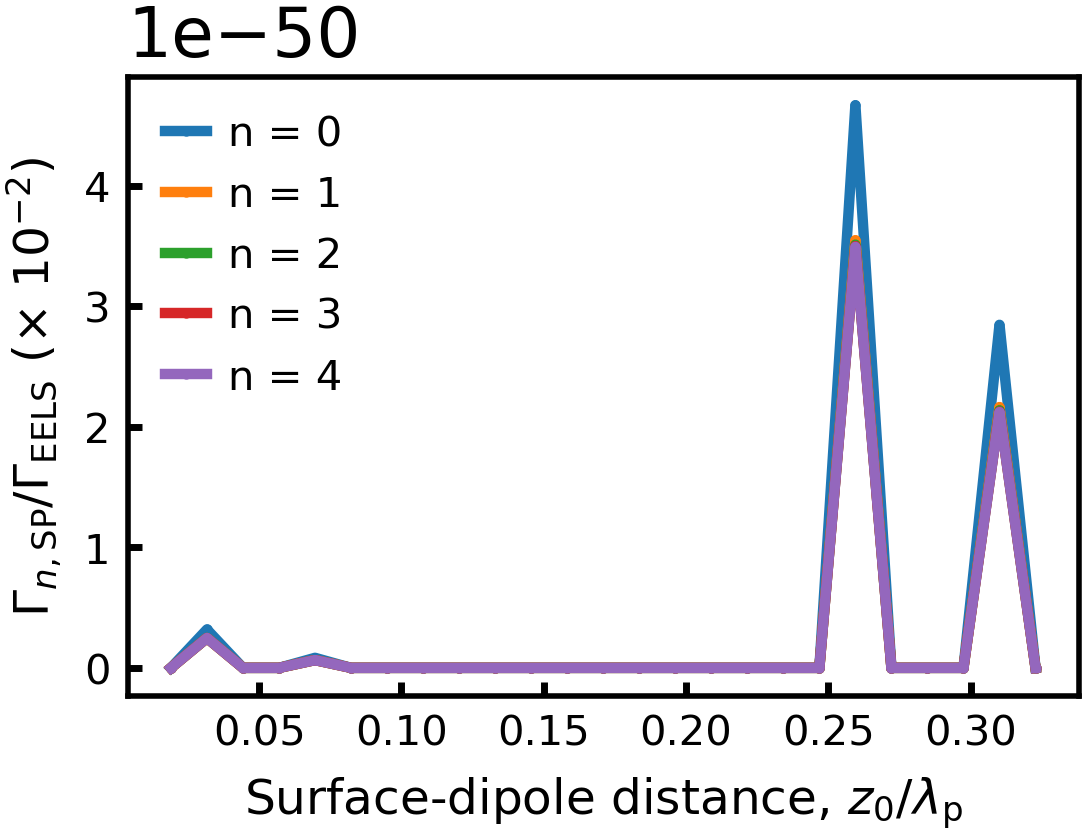 1e−50
n = 0
n = 1
n = 2
n = 3
n = 4
4
3
2
1
0
Γn,SP/ΓEELS (× 10⁻²)
0.05 0.10 0.15 0.20 0.25 0.30
Surface-dipole distance, z₀/λp